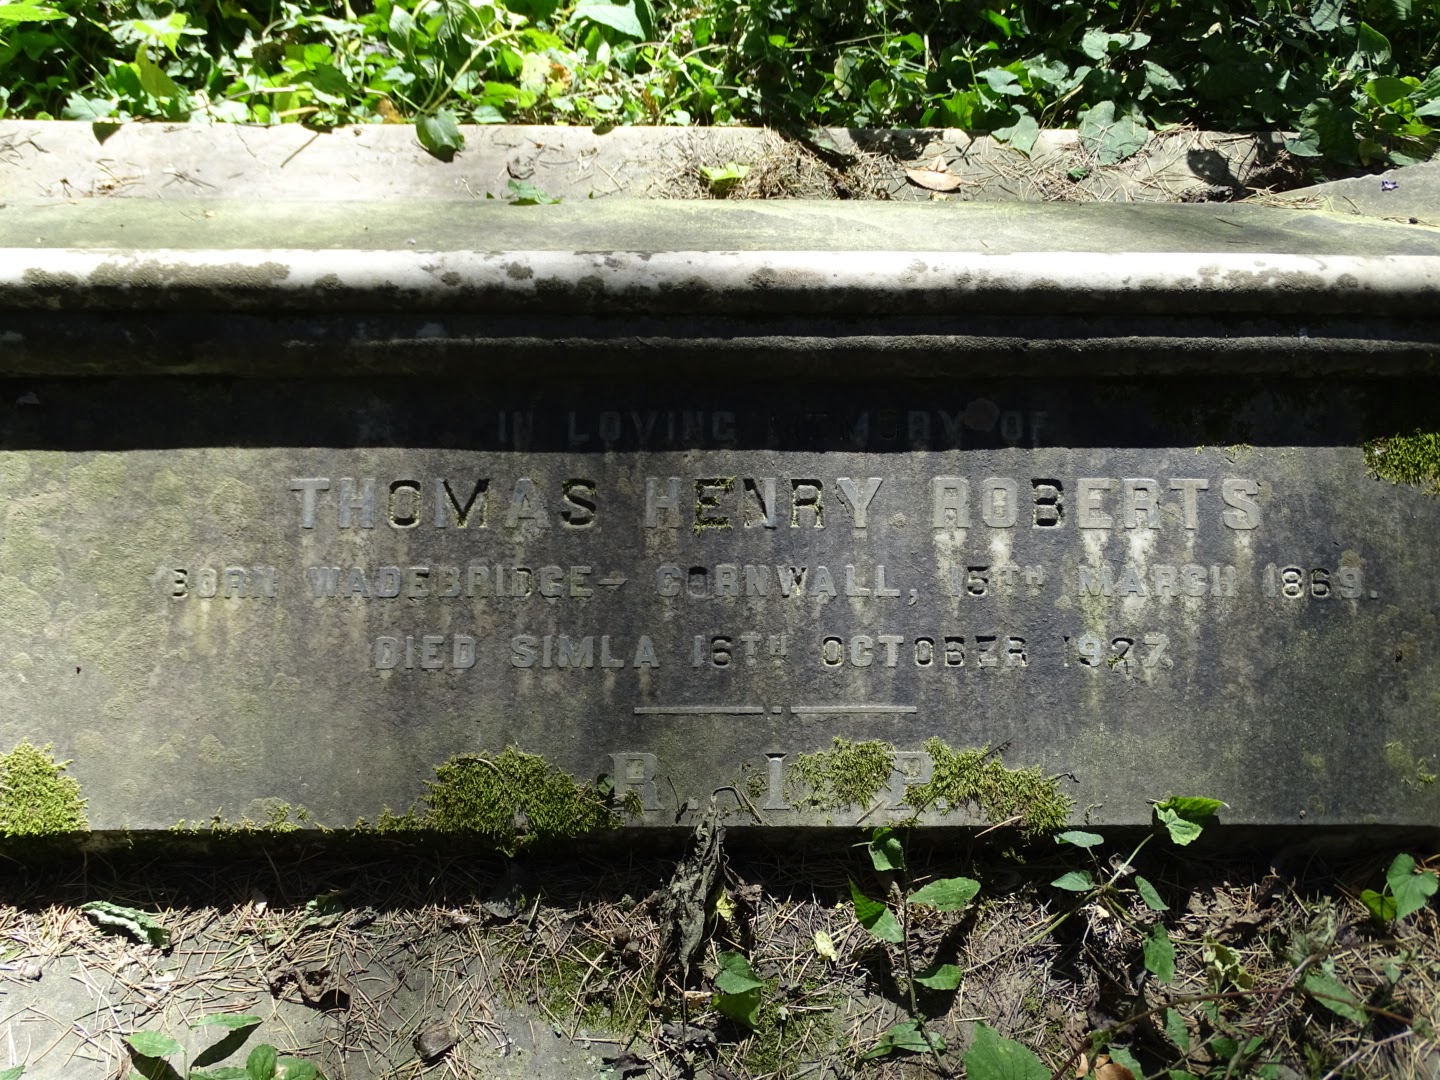 IN LOVING MEMORY OF
THOMAS HENRY ROBERTS
BORN WADEBRIDGE - CORNWALL, 15TH MARCH 1869.
DIED SIMLA 16TH OCTOBER 1927.
R. I. P.